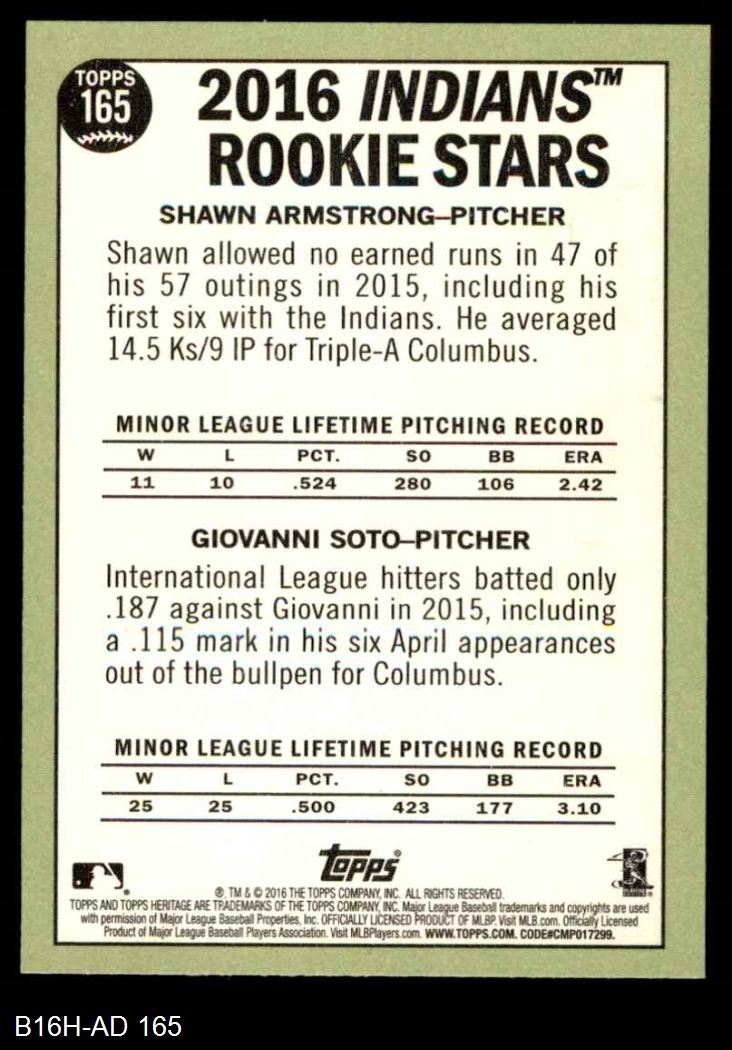 TOPPS
165
2016 INDIANS™
ROOKIE STARS
SHAWN ARMSTRONG–PITCHER
Shawn allowed no earned runs in 47 of
his 57 outings in 2015, including his
first six with the Indians. He averaged
14.5 Ks/9 IP for Triple-A Columbus.
MINOR LEAGUE LIFETIME PITCHING RECORD
W L PCT. SO BB ERA
11 10 .524 280 106 2.42
GIOVANNI SOTO–PITCHER
International League hitters batted only
.187 against Giovanni in 2015, including
a .115 mark in his six April appearances
out of the bullpen for Columbus.
MINOR LEAGUE LIFETIME PITCHING RECORD
W L PCT. SO BB ERA
25 25 .500 423 177 3.10
Topps®
®, TM & © 2016 THE TOPPS COMPANY, INC. ALL RIGHTS RESERVED.
TOPPS AND TOPPS HERITAGE ARE TRADEMARKS OF THE TOPPS COMPANY, INC. Major League Baseball trademarks and copyrights are used
with permission of Major League Baseball Properties, Inc. OFFICIALLY LICENSED PRODUCT OF MLBP. Visit MLB.com. Officially Licensed
Product of Major League Baseball Players Association. Visit MLBPlayers.com. WWW.TOPPS.COM. CODE#CMP017299.
B16H-AD 165